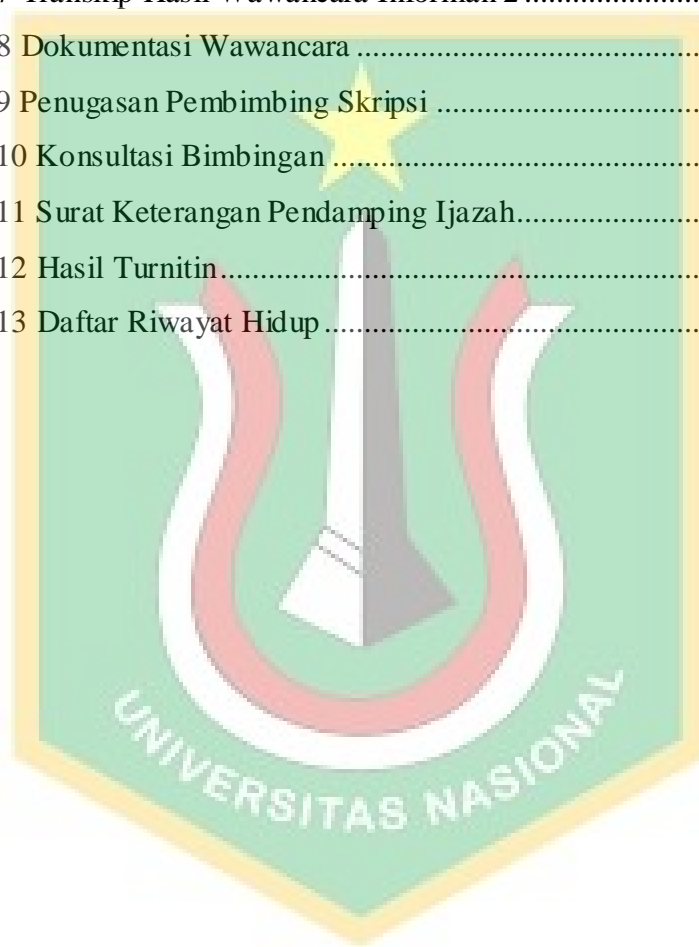 8 Dokumentasi Wawancara ..........................................
9 Penugasan Pembimbing Skripsi ................................
10 Konsultasi Bimbingan .............................................
11 Surat Keterangan Pendamping Ijazah.......................
12 Hasil Turnitin...........................................................
13 Daftar Riwayat Hidup ..............................................
UNIVERSITAS NASIONAL